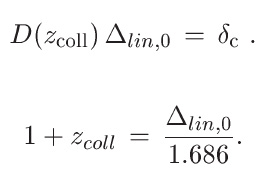 D(z_coll) Δ_lin,0 = δ_c .
1 + z_coll = Δ_lin,0 / 1.686 .